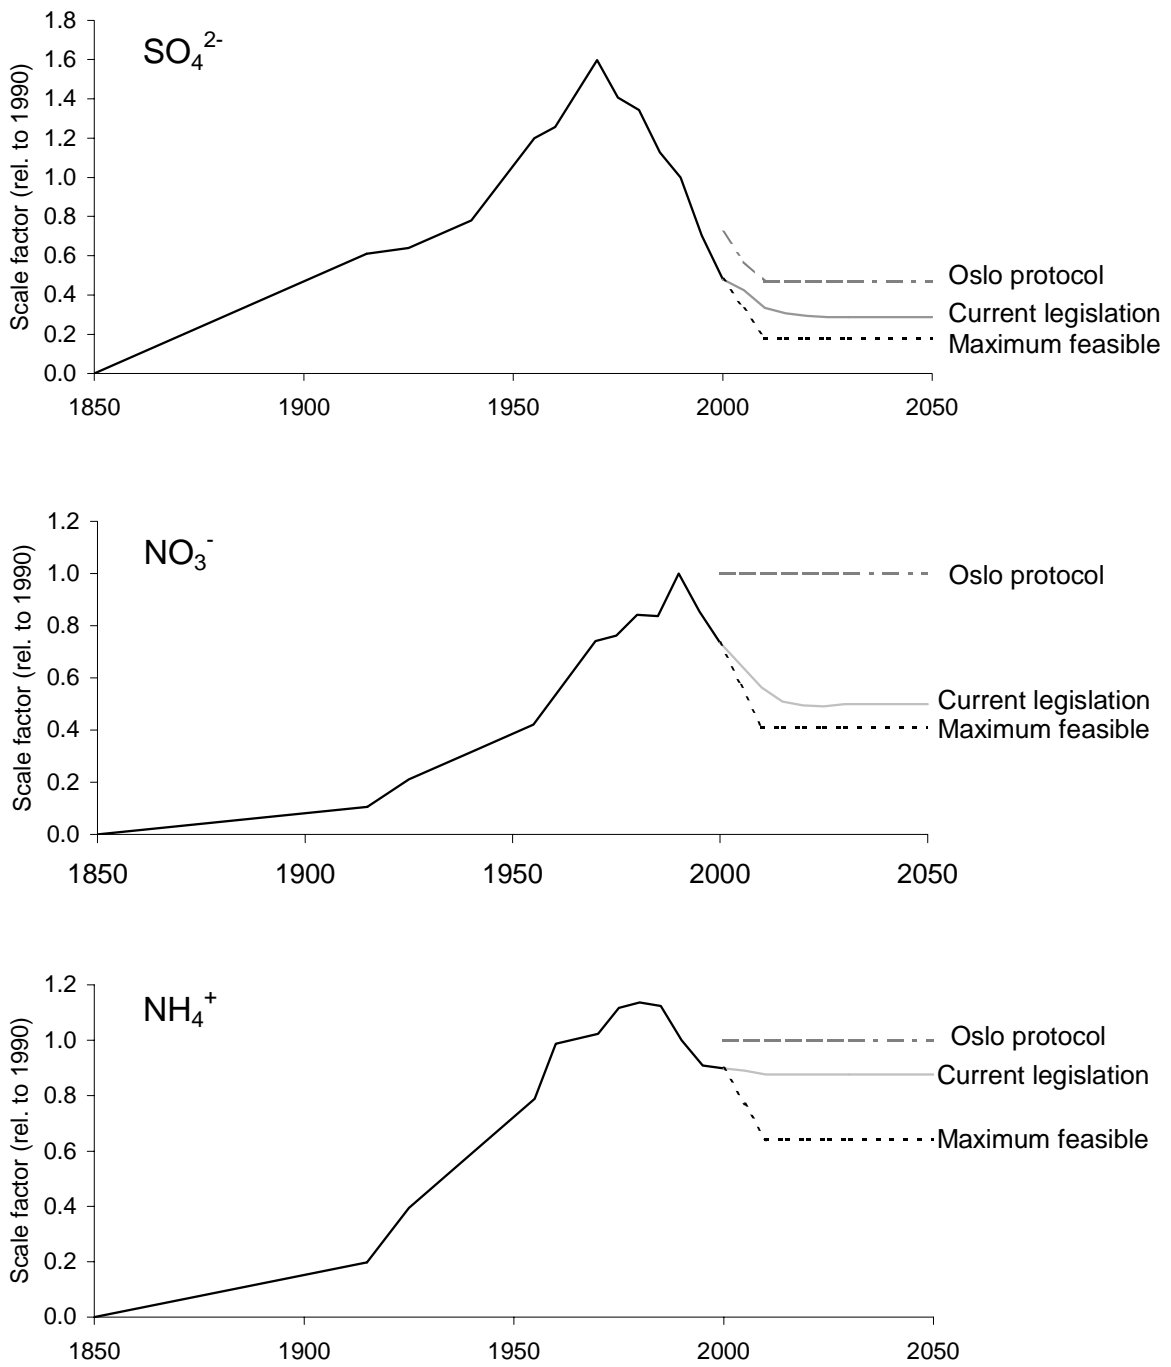 1.8
SO₄²⁻
1.6
1.4
1.2
1.0
0.8
0.6
0.4
0.2
0.0
Scale factor (rel. to 1990)
Oslo protocol
Current legislation
Maximum feasible
1850 1900 1950 2000 2050
1.2
NO₃⁻
1.0
0.8
0.6
0.4
0.2
0.0
Scale factor (rel. to 1990)
Oslo protocol
Current legislation
Maximum feasible
1850 1900 1950 2000 2050
1.2
NH₄⁺
1.0
0.8
0.6
0.4
0.2
0.0
Scale factor (rel. to 1990)
Oslo protocol
Current legislation
Maximum feasible
1850 1900 1950 2000 2050